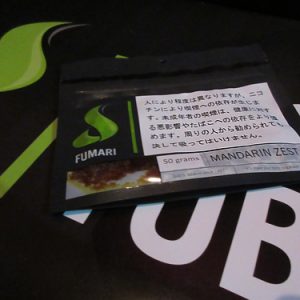 人により程度は異なりますが、ニコ
チンにより喫煙への依存が生じま
す。未成年者の喫煙は、健康に対す
る悪影響やたばこへの依存をより強
めます。周りの人から勧められても
決して吸ってはいけません。
FUMARI
50 grams
MANDARIN ZEST
UB